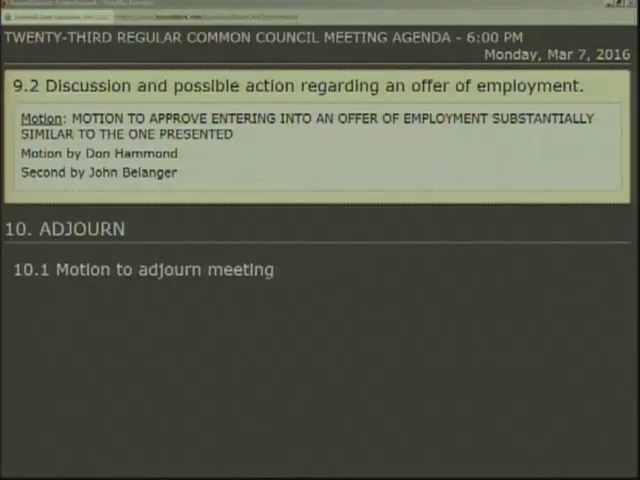 TWENTY-THIRD REGULAR COMMON COUNCIL MEETING AGENDA - 6:00 PM
Monday, Mar 7, 2016
9.2 Discussion and possible action regarding an offer of employment.
Motion: MOTION TO APPROVE ENTERING INTO AN OFFER OF EMPLOYMENT SUBSTANTIALLY
SIMILAR TO THE ONE PRESENTED
Motion by Don Hammond
Second by John Belanger
10. ADJOURN
10.1 Motion to adjourn meeting